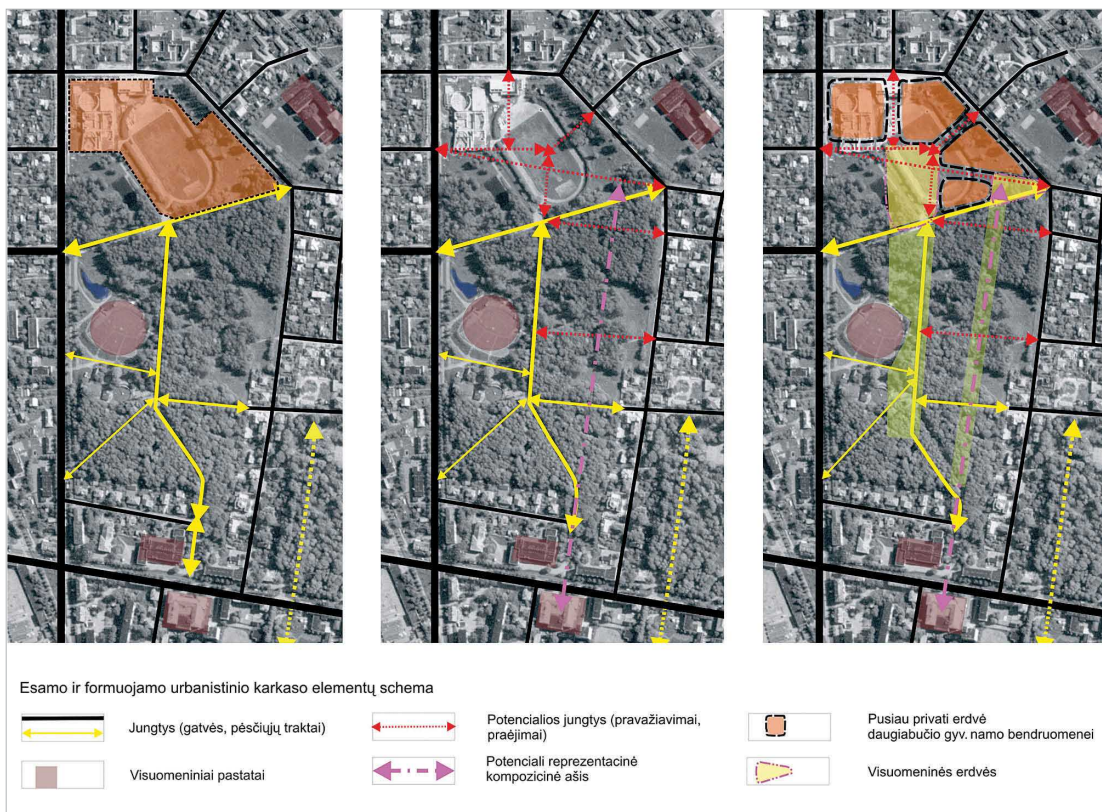 Esamo ir formuojamo urbanistinio karkaso elementų schema
Jungtys (gatvės, pėsčiųjų traktai)
Visuomeniniai pastatai
Potencialios jungtys (pravažiavimai,
praėjimai)
Potenciali reprezentacinė
kompozicinė ašis
Pusiau privati erdvė
daugiabučio gyv. namo bendruomenei
Visuomeninės erdvės